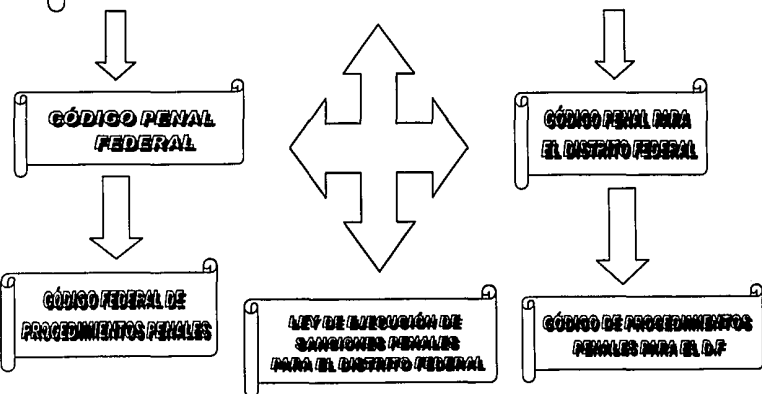 CÓDIGO PENAL
FEDERAL
CÓDIGO PENAL PARA
EL DISTRITO FEDERAL
CÓDIGO FEDERAL DE
PROCEDIMIENTOS PENALES
LEY DE EJECUCIÓN DE
SANCIONES PENALES
PARA EL DISTRITO FEDERAL
CÓDIGO DE PROCEDIMIENTOS
PENALES PARA EL D.F